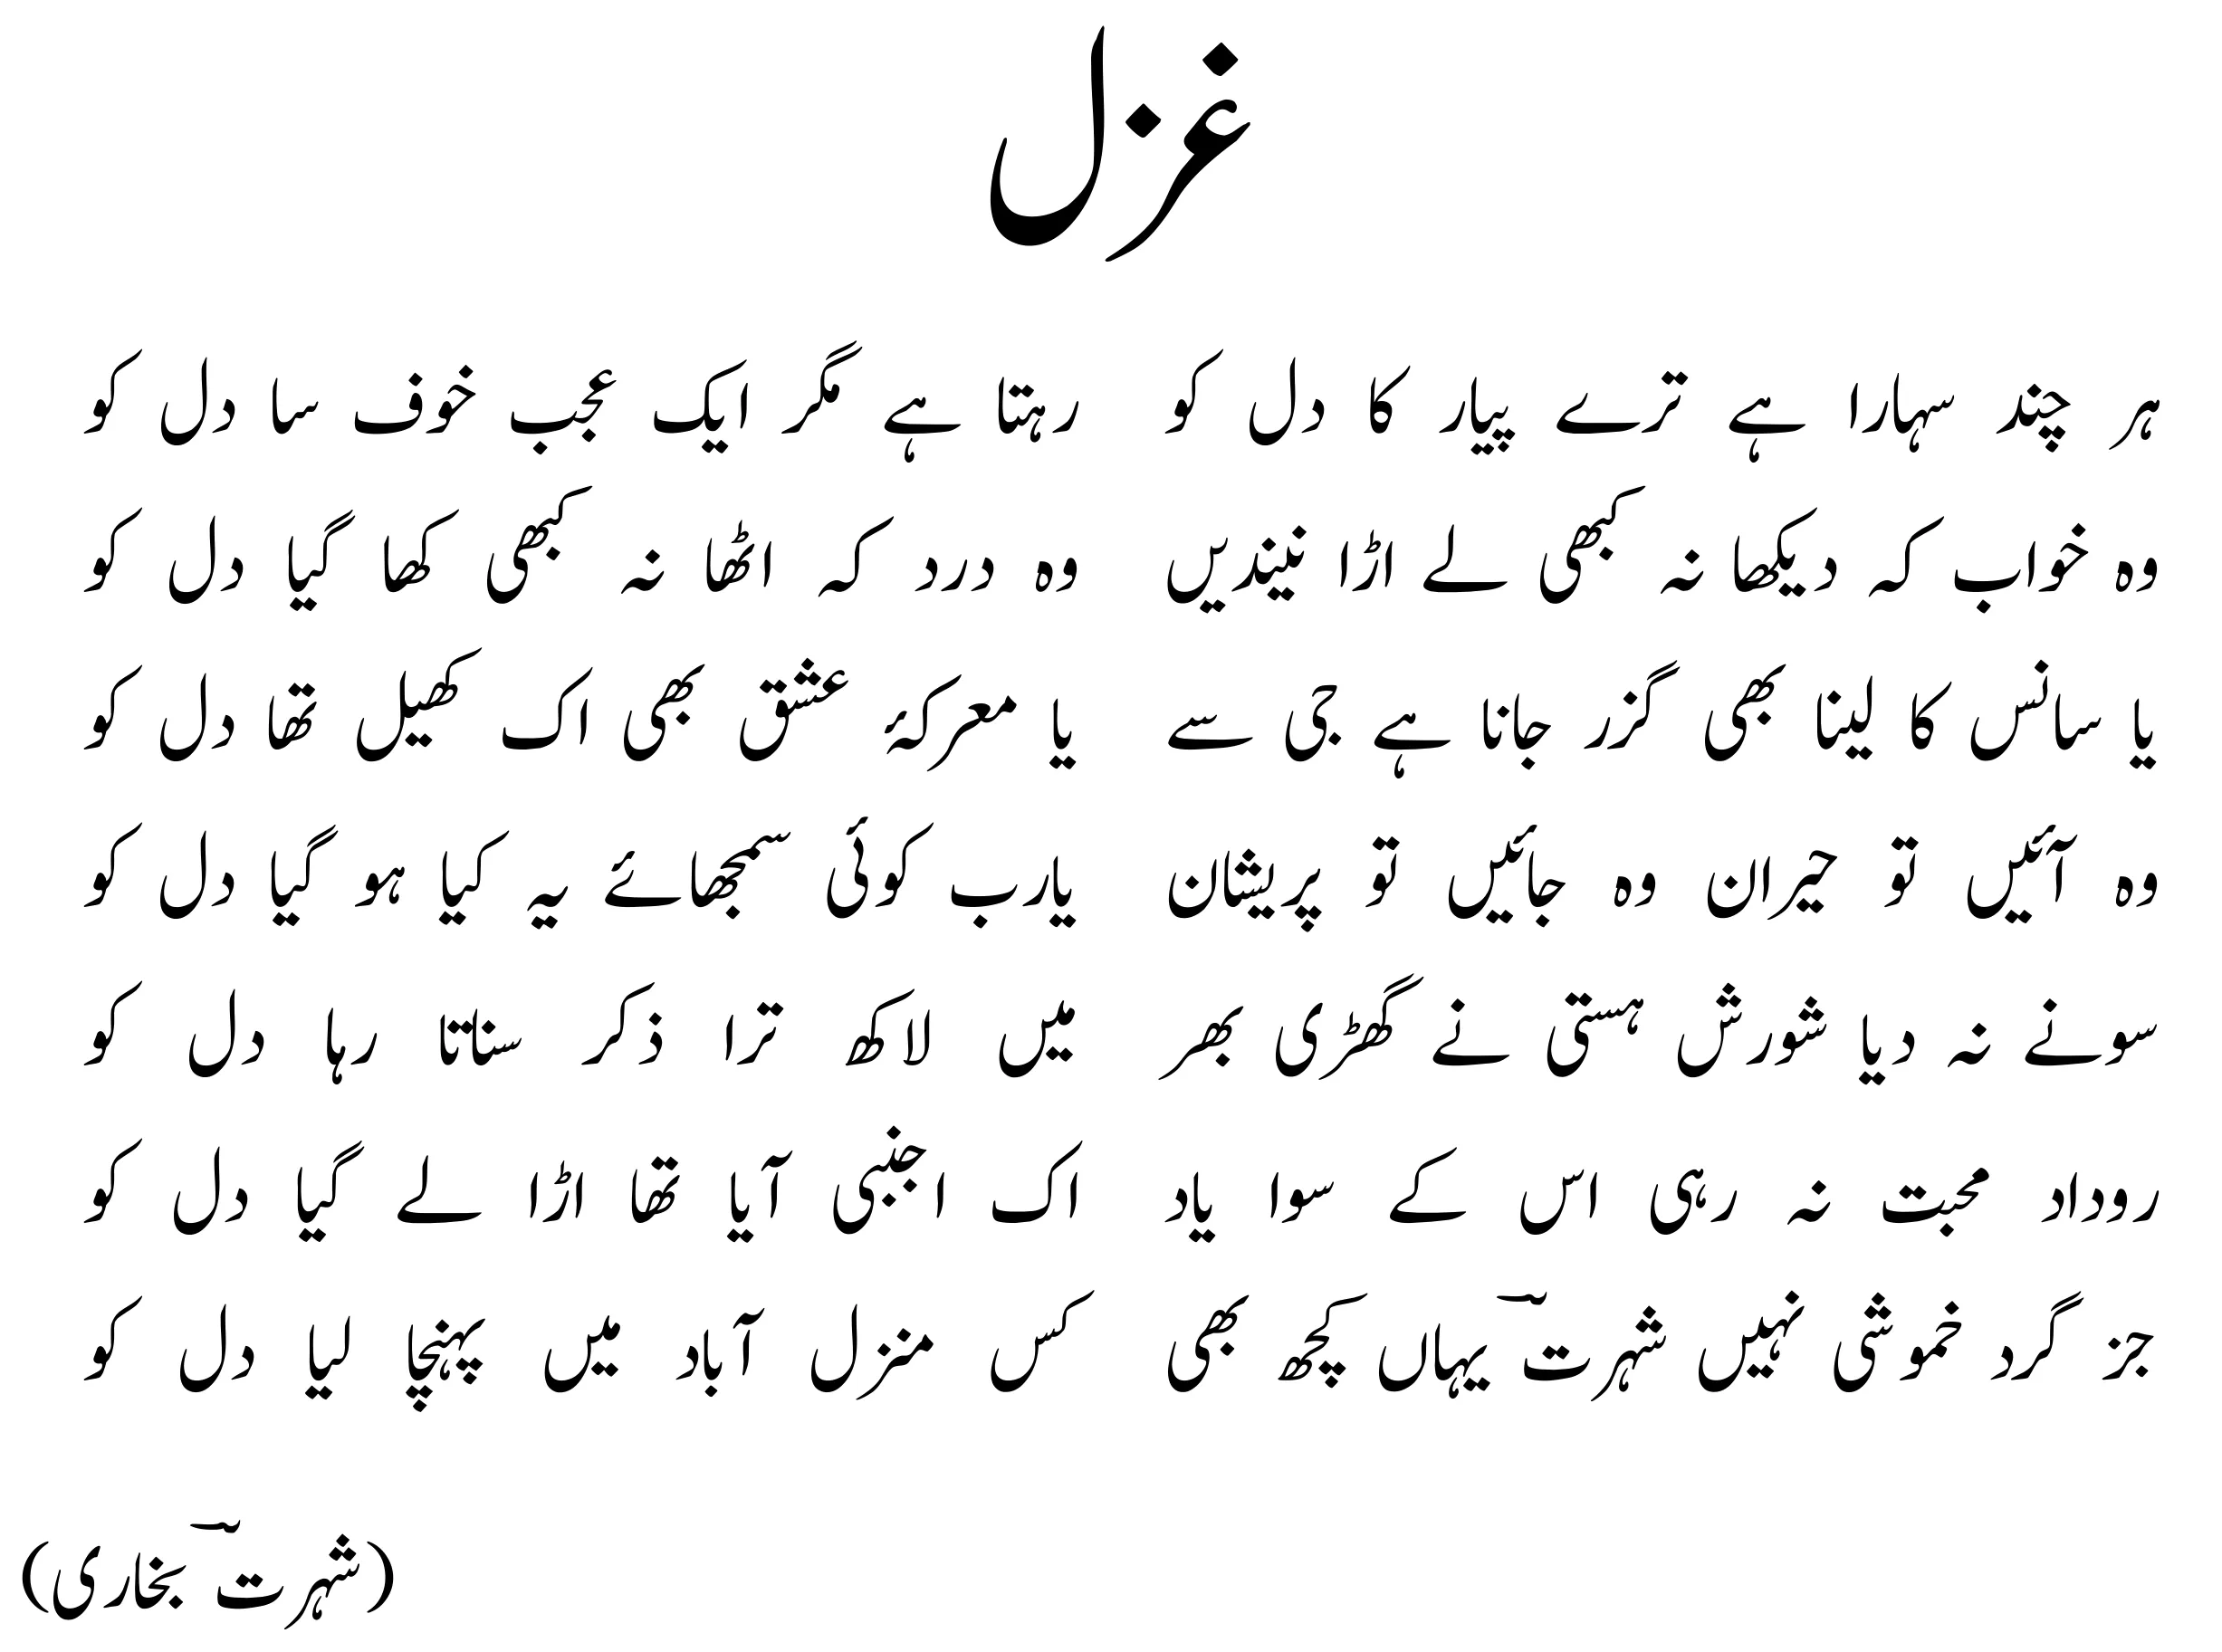 غزل
ہر چند سہارا ہے ترے پیار کا دل کو رہتا ہے مگر ایک عجب خوف سا دل کو
وہ خواب کہ دیکھا نہ کبھی لے اڑا نیندیں وہ درد کہ اٹھا نہ کبھی کھا گیا دل کو
یا سانس کا لینا بھی گزر جانا ہے جی سے یا معرکہِ عشق بھی اک کھیل تھا دل کو
وہ آئیں تو حیران وہ جائیں تو پریشان یارب کوئی سمجھائے یہ کیا ہو گیا دل کو
سونے نہ دیا شورشِ ہستی نے گھڑی بھر میں لاکھ ترا ذکر سناتا رہا دل کو
رودادِ محبت نہ رہی اس کے سوا یاد اک اجنبی آیا تھا اڑا لے گیا دل کو
جز گردِ خموشی نہیں شہرتؔ یہاں کچھ بھی کس منزلِ آباد میں پہنچا لیا دل کو
(شہرتؔ بخاری)